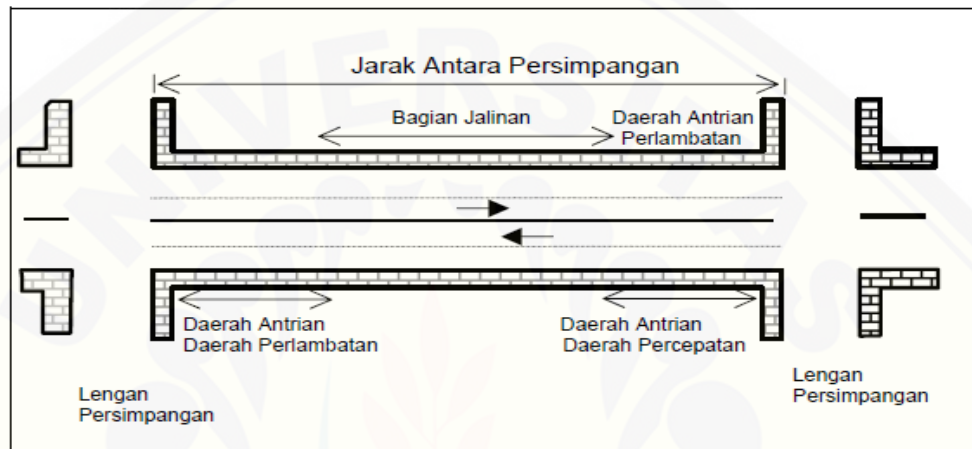 Jarak Antara Persimpangan
Bagian Jalinan
Daerah Antrian
Perlambatan
Daerah Antrian
Daerah Perlambatan
Daerah Antrian
Daerah Percepatan
Lengan
Persimpangan
Lengan
Persimpangan
UNIVERSITAS